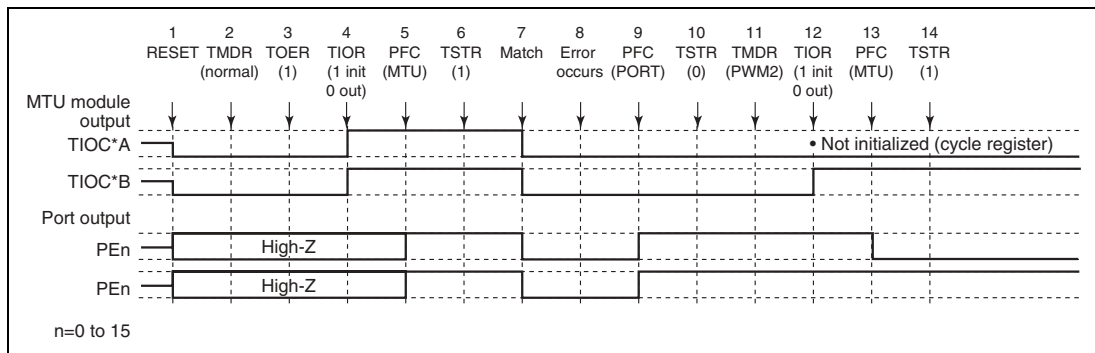 1 2 3 4 5 6 7 8 9 10 11 12 13 14
RESET TMDR TOER TIOR PFC TSTR Match Error PFC TSTR TMDR TIOR PFC TSTR
(normal) (1) (1 init (MTU) (1) occurs (PORT) (0) (PWM2) (1 init (MTU) (1)
0 out) 0 out)
MTU module
output
TIOC*A
• Not initialized (cycle register)
TIOC*B
Port output
PEn
High-Z
PEn
High-Z
n=0 to 15